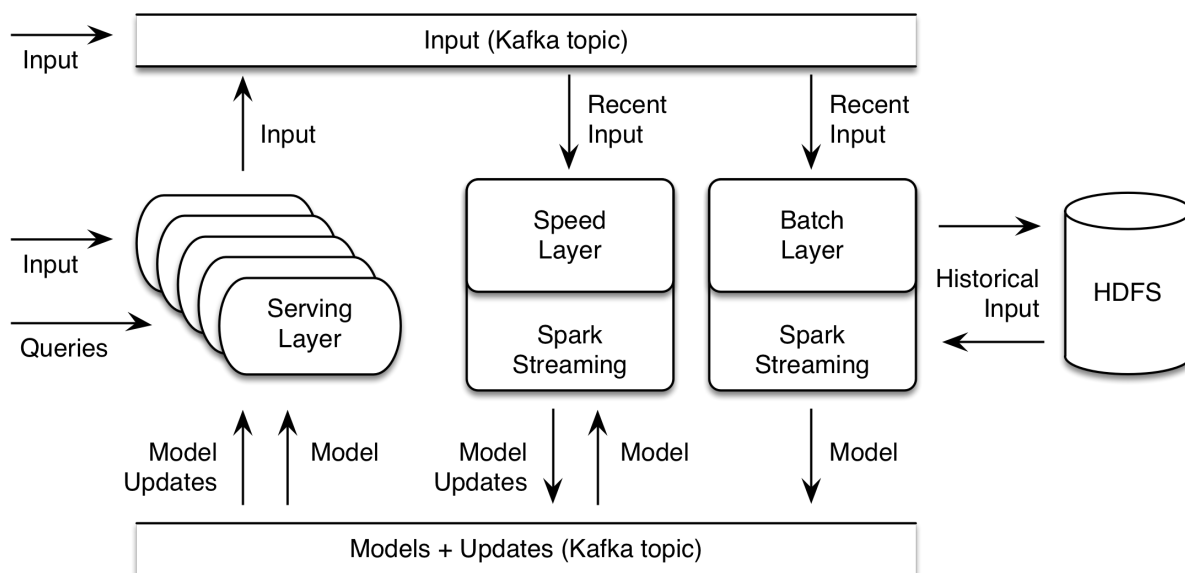 Input (Kafka topic)
Input
Input
Recent
Input
Recent
Input
Input
Queries
Serving
Layer
Speed
Layer
Spark
Streaming
Batch
Layer
Spark
Streaming
Historical
Input
HDFS
Model
Updates
Model
Model
Updates
Model
Model
Models + Updates (Kafka topic)